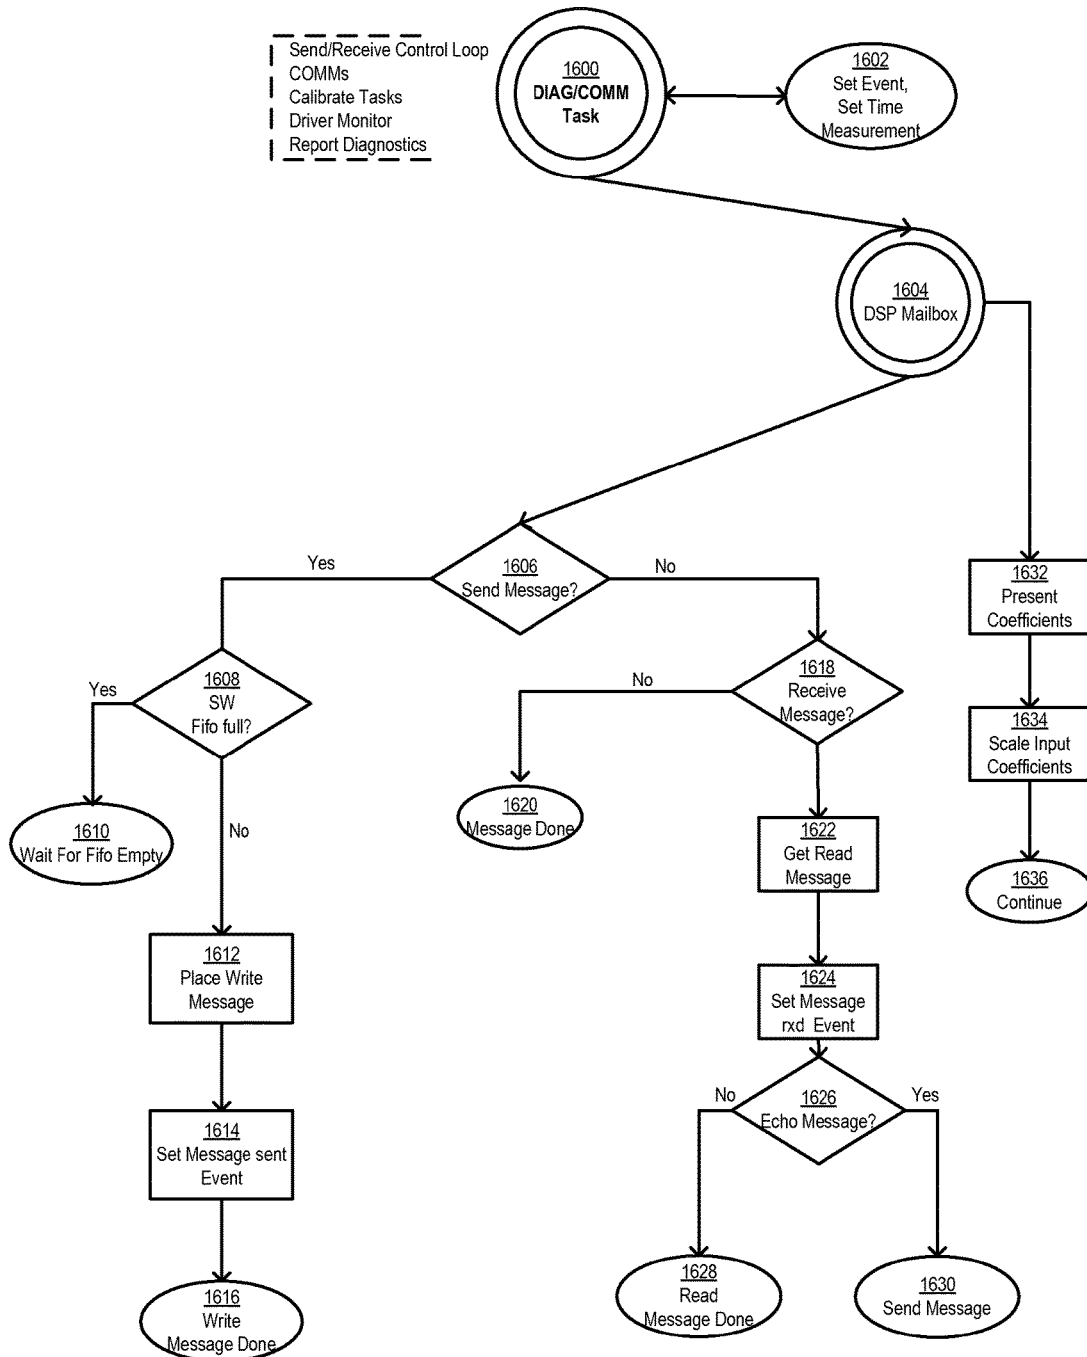 Send/Receive Control Loop
COMMs
Calibrate Tasks
Driver Monitor
Report Diagnostics
1600
DIAG/COMM
Task
1602
Set Event,
Set Time
Measurement
1604
DSP Mailbox
Yes
1606
Send Message?
No
1632
Present
Coefficients
Yes
1608
SW
Fifo full?
No
1618
Receive
Message?
1634
Scale Input
Coefficients
1610
Wait For Fifo Empty
No
1620
Message Done
1622
Get Read
Message
1636
Continue
1612
Place Write
Message
1624
Set Message
rxd Event
1614
Set Message sent
Event
No
1626
Echo Message?
Yes
1616
Write
Message Done
1628
Read
Message Done
1630
Send Message